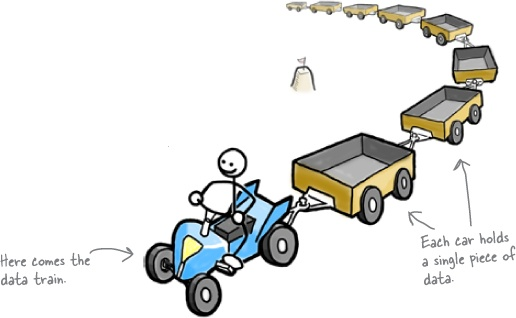 Here comes the
data train.
Each car holds
a single piece of
data.